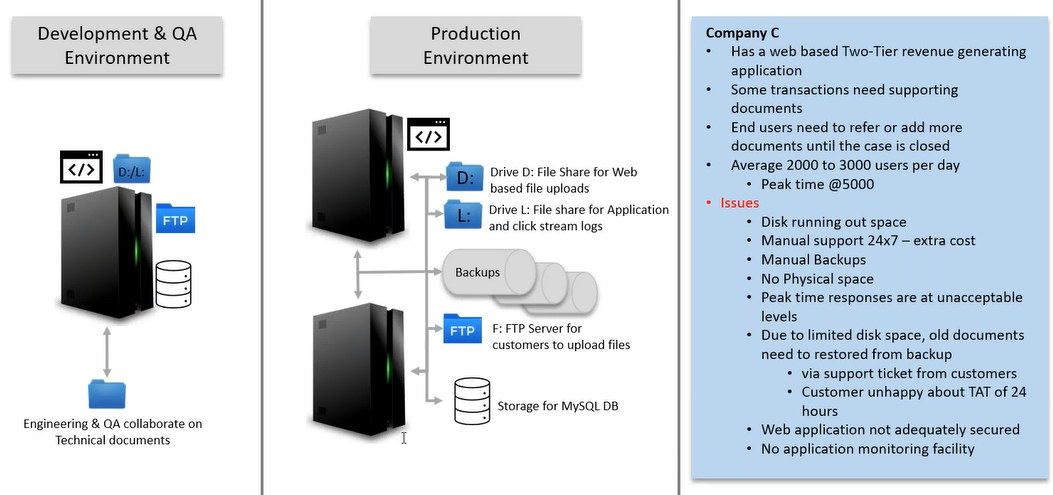 Development & QA
Environment
</>
D:/L:
FTP
Engineering & QA collaborate on
Technical documents
Production
Environment
</>
D:
Drive D: File Share for Web
based file uploads
L:
Drive L: File share for Application
and click stream logs
Backups
FTP
F: FTP Server for
customers to upload files
Storage for MySQL DB
Company C
• Has a web based Two-Tier revenue generating
application
• Some transactions need supporting
documents
• End users need to refer or add more
documents until the case is closed
• Average 2000 to 3000 users per day
• Peak time @5000
• Issues
• Disk running out space
• Manual support 24x7 – extra cost
• Manual Backups
• No Physical space
• Peak time responses are at unacceptable
levels
• Due to limited disk space, old documents
need to restored from backup
• via support ticket from customers
• Customer unhappy about TAT of 24
hours
• Web application not adequately secured
• No application monitoring facility